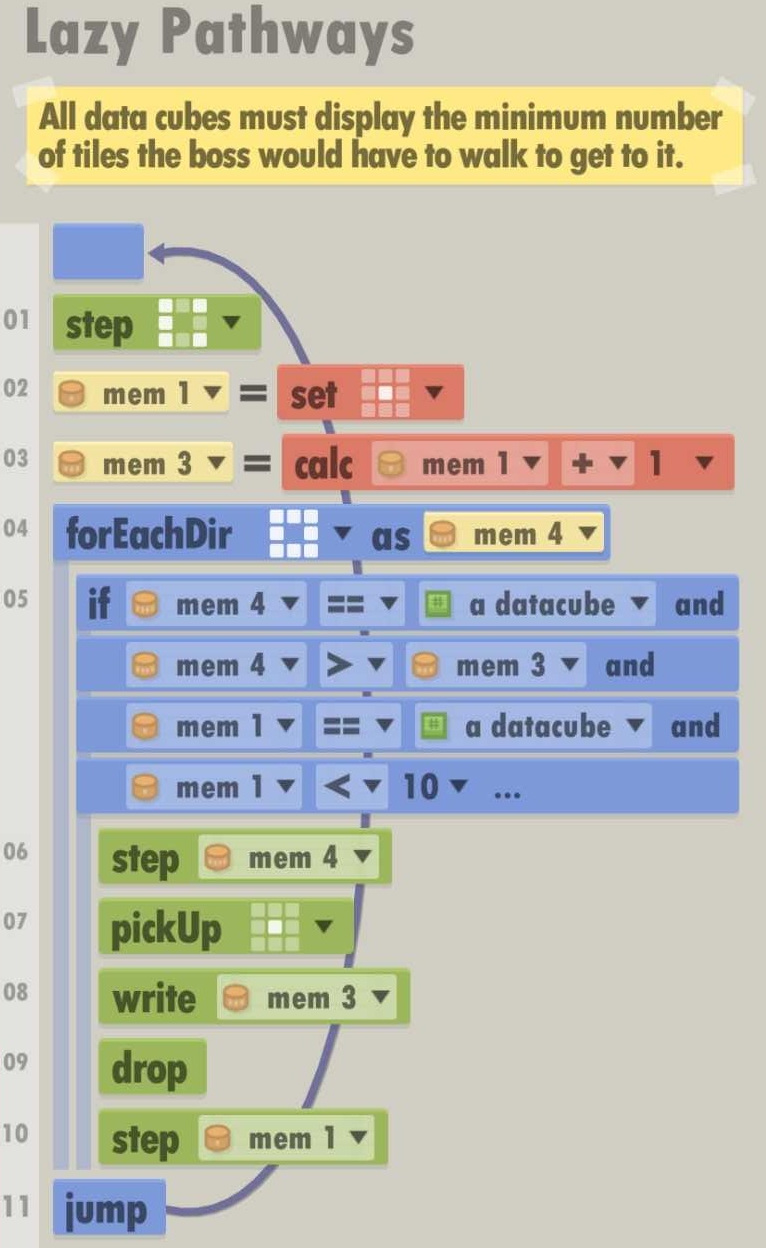 Lazy Pathways
All data cubes must display the minimum number
of tiles the boss would have to walk to get to it.
01 step
02 mem 1 = set
03 mem 3 = calc mem 1 + 1
04 forEachDir as mem 4
05 if mem 4 == # a datacube and
mem 4 > mem 3 and
mem 1 == # a datacube and
mem 1 < 10 ...
06 step mem 4
07 pickUp
08 write mem 3
09 drop
10 step mem 1
11 jump